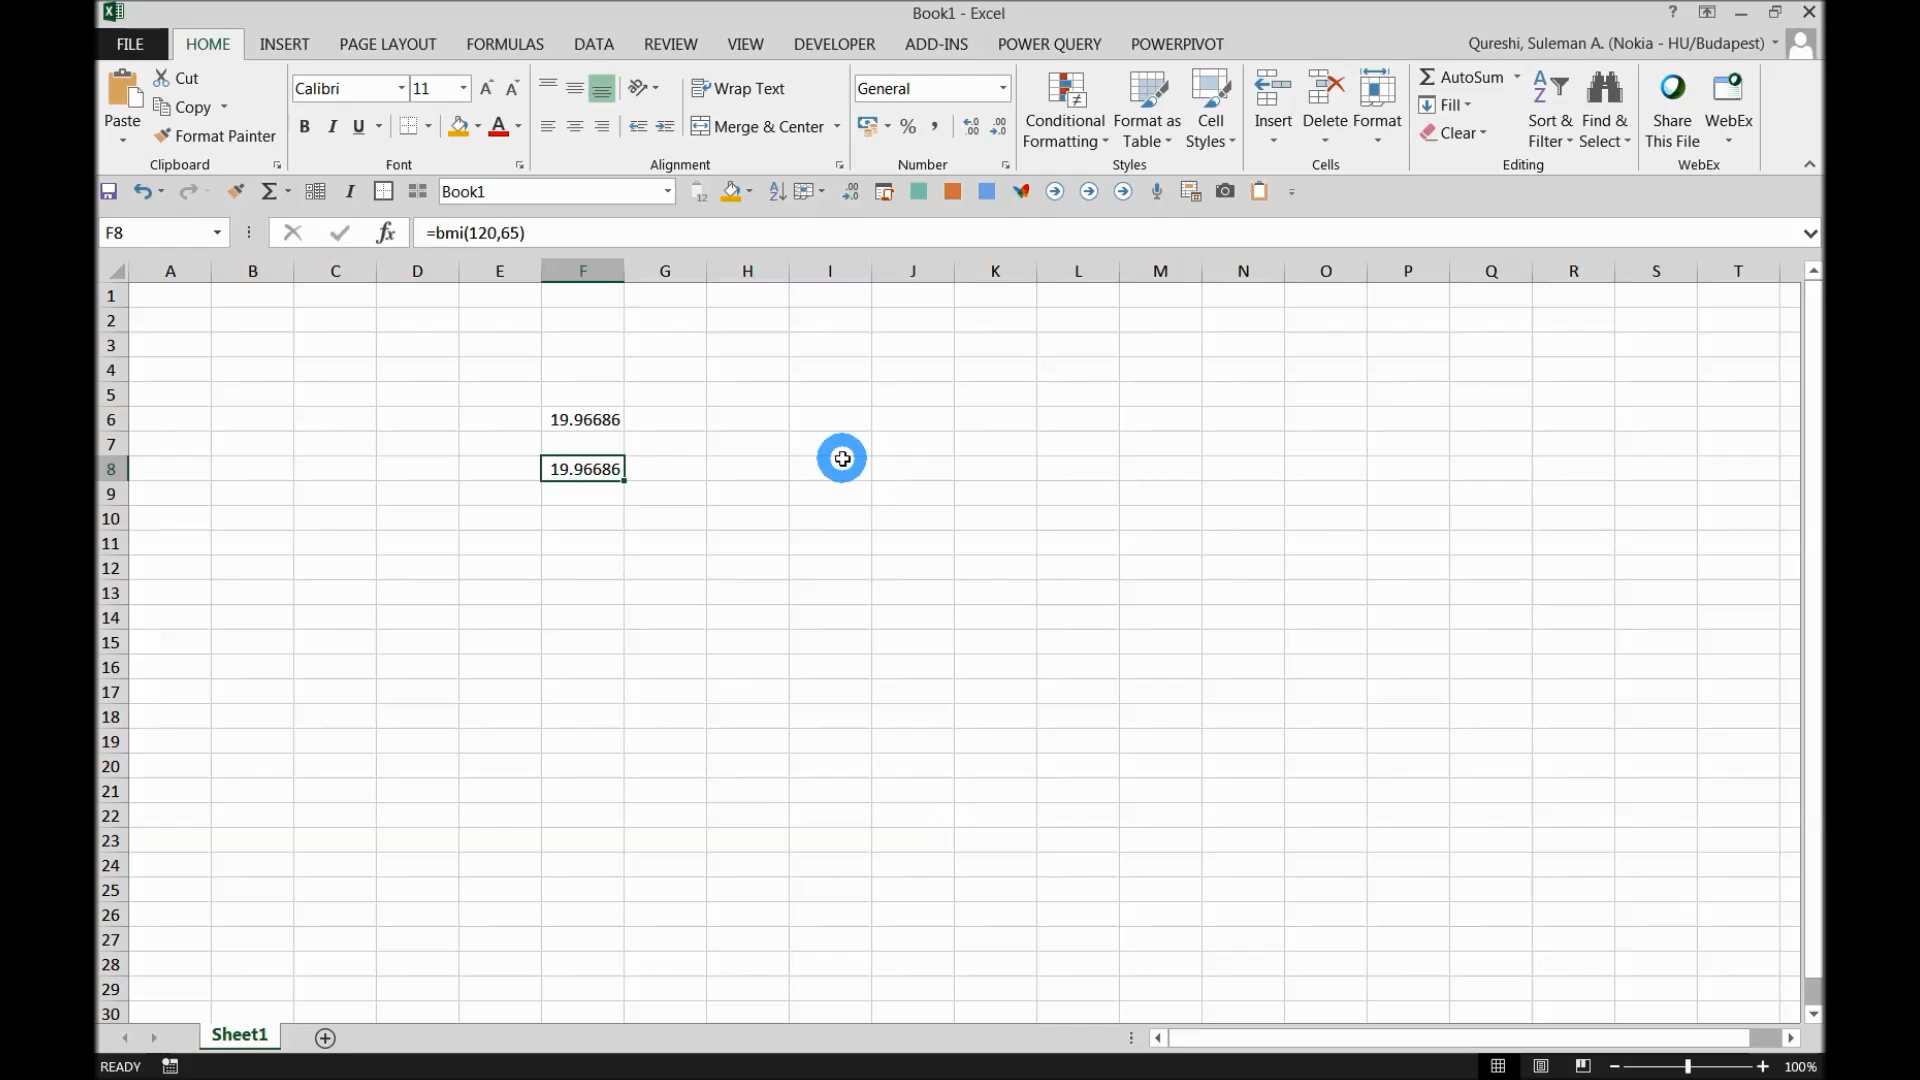 Book1 - Excel
?
FILE HOME INSERT PAGE LAYOUT FORMULAS DATA REVIEW VIEW DEVELOPER ADD-INS POWER QUERY POWERPIVOT Qureshi, Suleman A. (Nokia - HU/Budapest)
Cut
Copy
Format Painter
Paste
Clipboard
Calibri 11
B I U
Font
Wrap Text
Merge & Center
Alignment
General
% ,
Number
Conditional Formatting
Format as Table
Cell Styles
Styles
Insert Delete Format
Cells
AutoSum
Fill
Clear
Sort & Filter
Find & Select
Editing
Share This File
WebEx
WebEx
Book1
F8 fx =bmi(120,65)
A B C D E F G H I J K L M N O P Q R S T
1
2
3
4
5
6 19.96686
7
8 19.96686
9
10
11
12
13
14
15
16
17
18
19
20
21
22
23
24
25
26
27
28
29
30
Sheet1
READY 100%